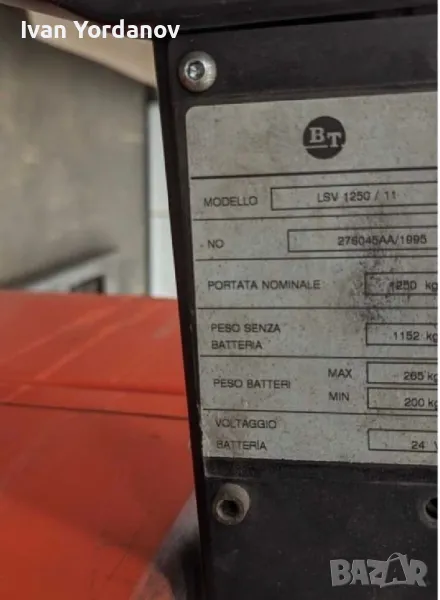 Ivan Yordanov
BT
MODELLO LSV 1250 / 11
NO 276045AA/1995
PORTATA NOMINALE 1250 kg
PESO SENZA
BATTERIA 1152 kg
PESO BATTERI MAX 265 kg
MIN 200 kg
VOLTAGGIO
BATTERIA 24 V
BAZAR